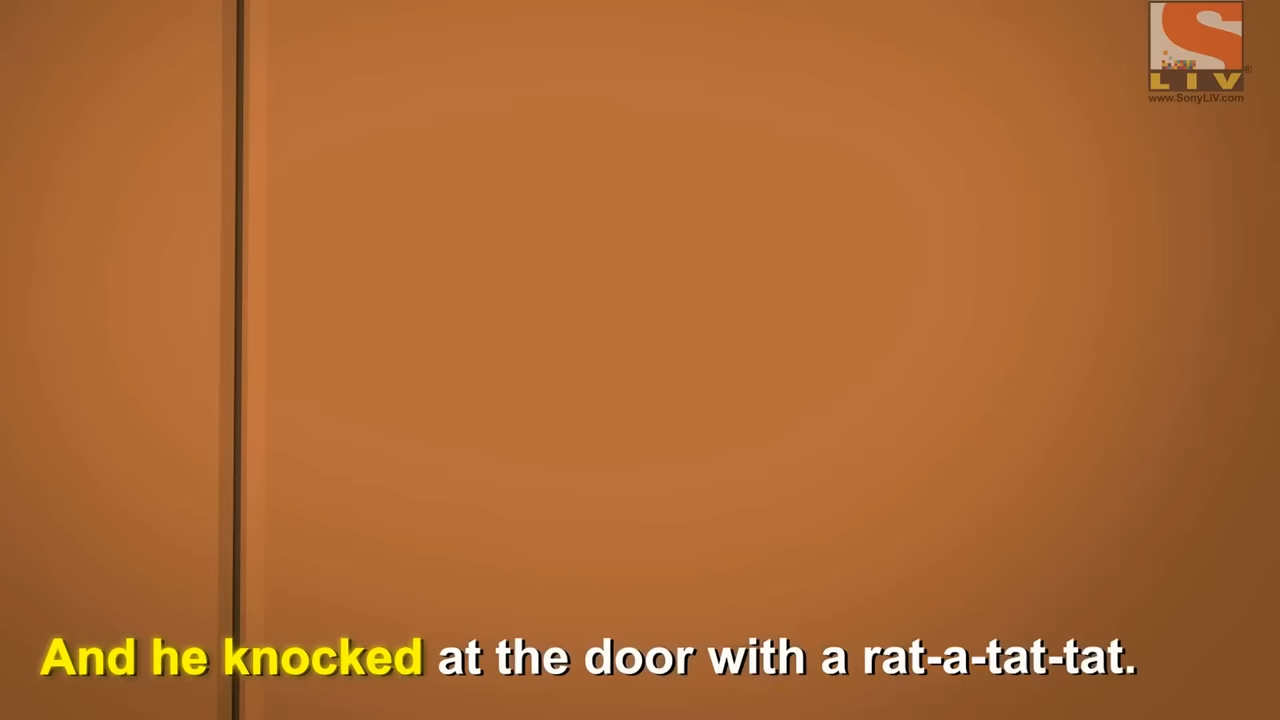 S
LIV®
www.SonyLIV.com
And he knocked at the door with a rat-a-tat-tat.